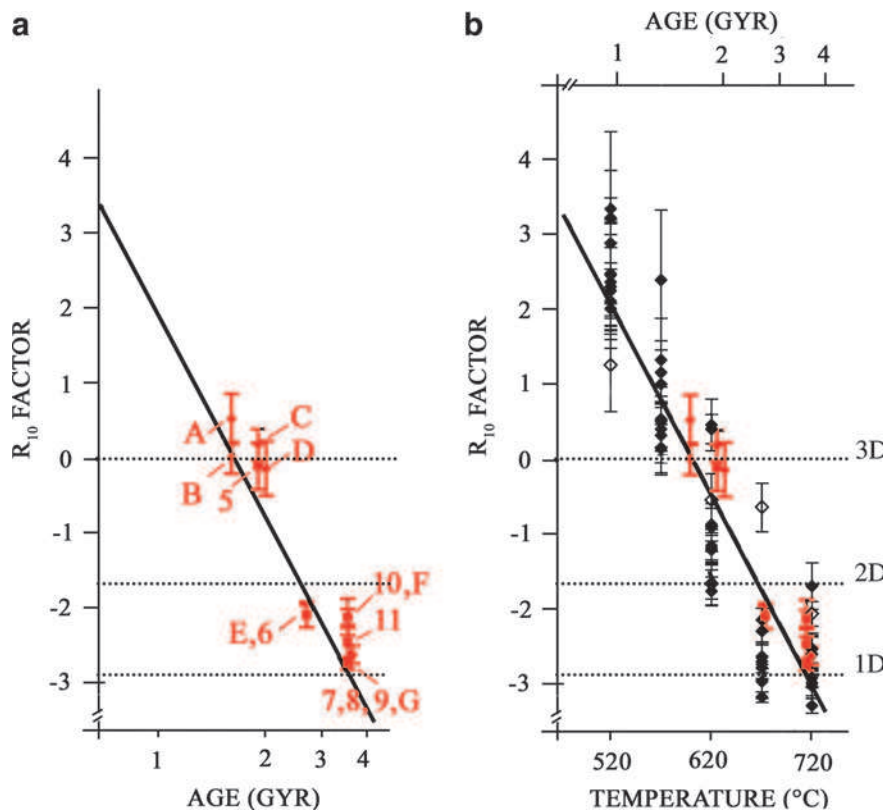 a
b
AGE (GYR)
1 2 3 4
4
3
2
1
0
-1
-2
-3
R10 FACTOR
A
B
5
C
D
E,6
10,F
11
7,8,9,G
1 2 3 4
AGE (GYR)
4
3
2
1
0
-1
-2
-3
R10 FACTOR
3D
2D
1D
520 620 720
TEMPERATURE (°C)